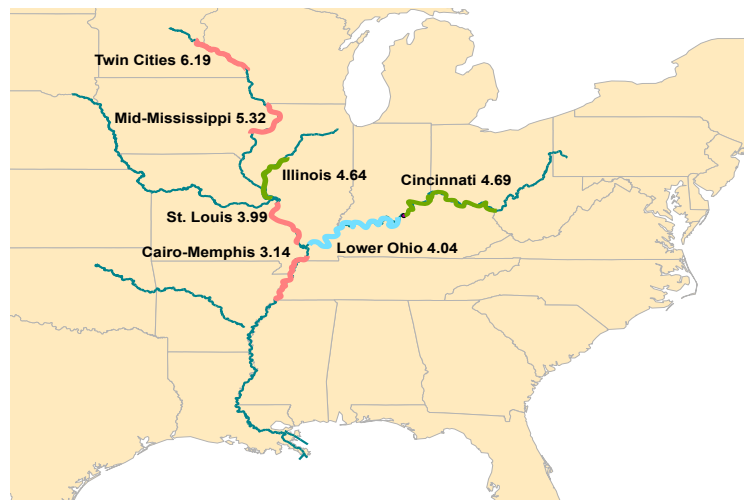 Twin Cities 6.19
Mid-Mississippi 5.32
Illinois 4.64
Cincinnati 4.69
St. Louis 3.99
Cairo-Memphis 3.14
Lower Ohio 4.04